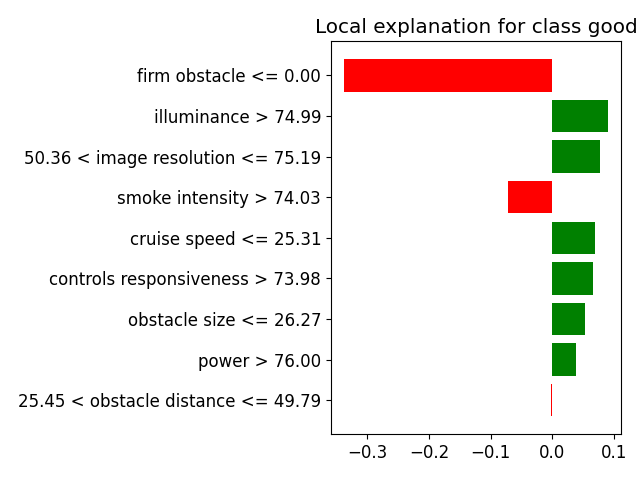 Local explanation for class good
firm obstacle <= 0.00
illuminance > 74.99
50.36 < image resolution <= 75.19
smoke intensity > 74.03
cruise speed <= 25.31
controls responsiveness > 73.98
obstacle size <= 26.27
power > 76.00
25.45 < obstacle distance <= 49.79
−0.3 −0.2 −0.1 0.0 0.1